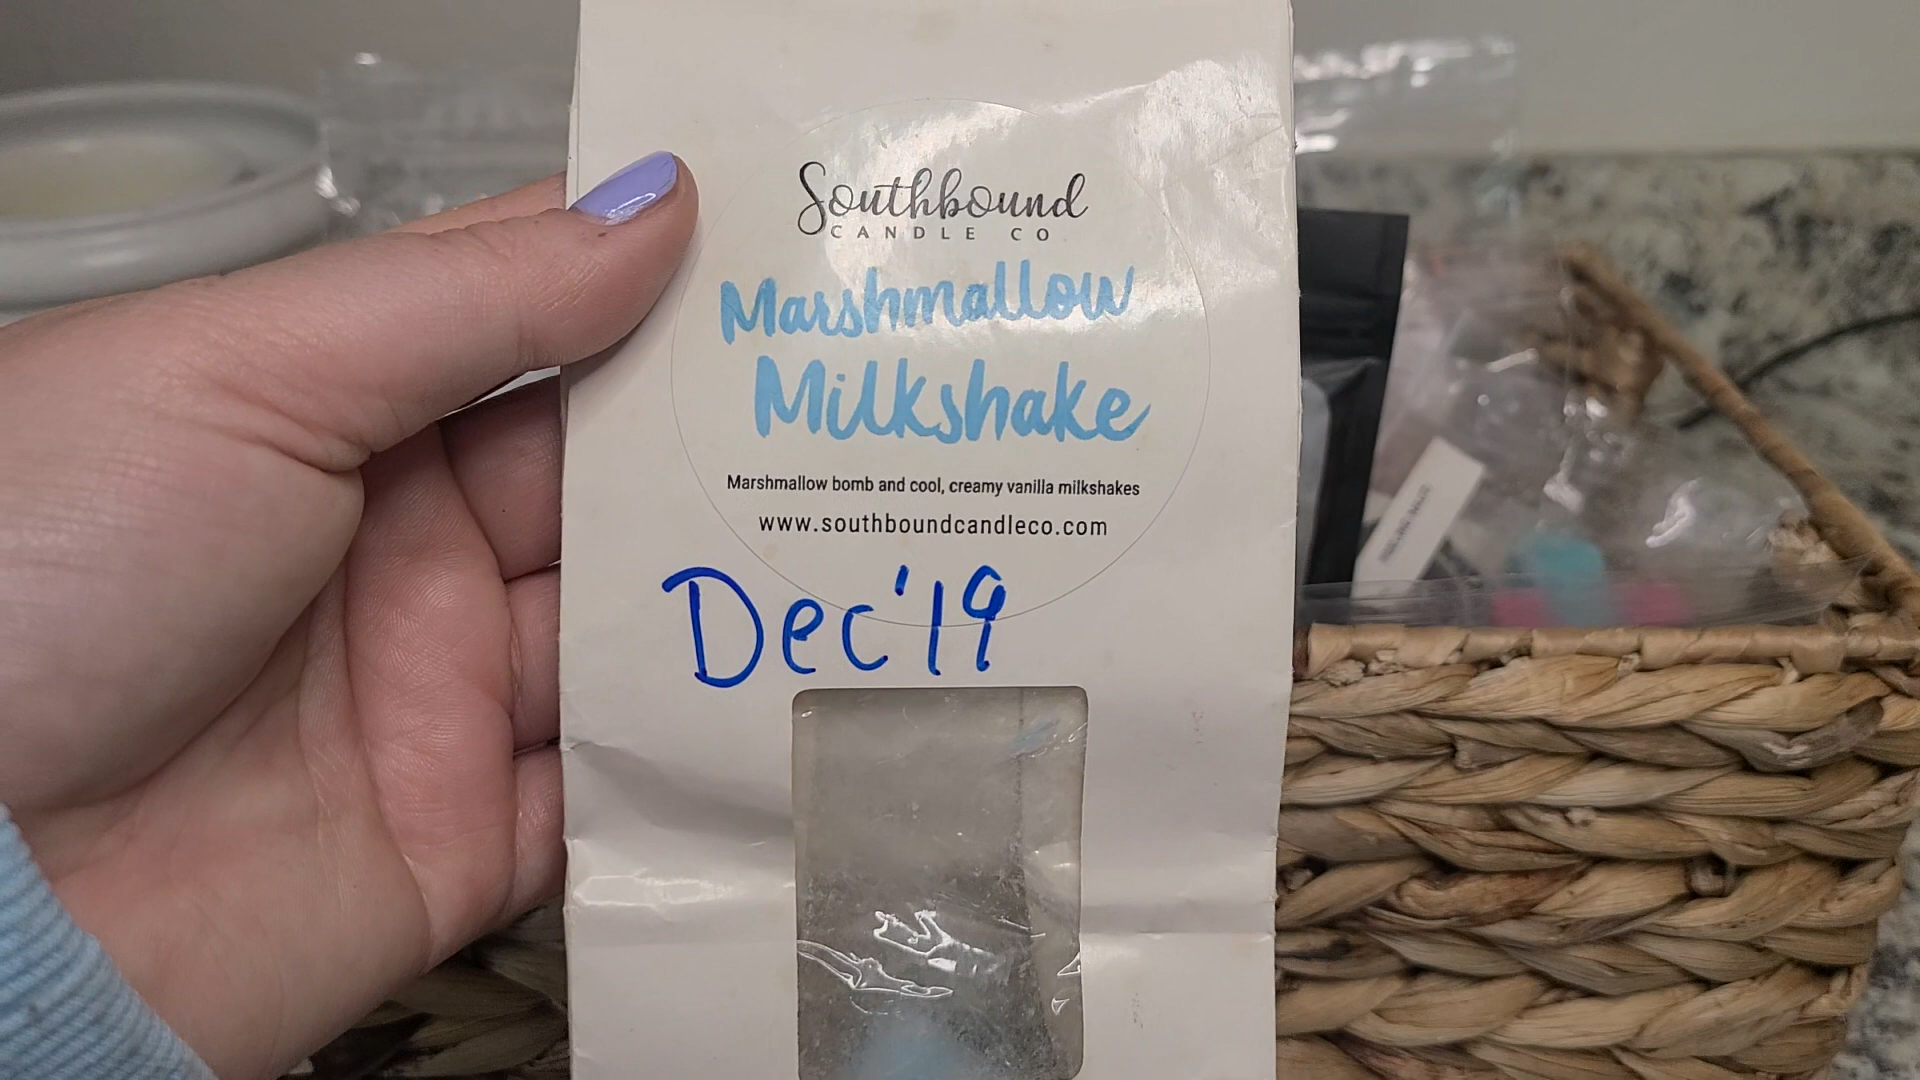 Southbound
CANDLE CO
Marshmallow
Milkshake
Marshmallow bomb and cool, creamy vanilla milkshakes
www.southboundcandleco.com
Dec'19